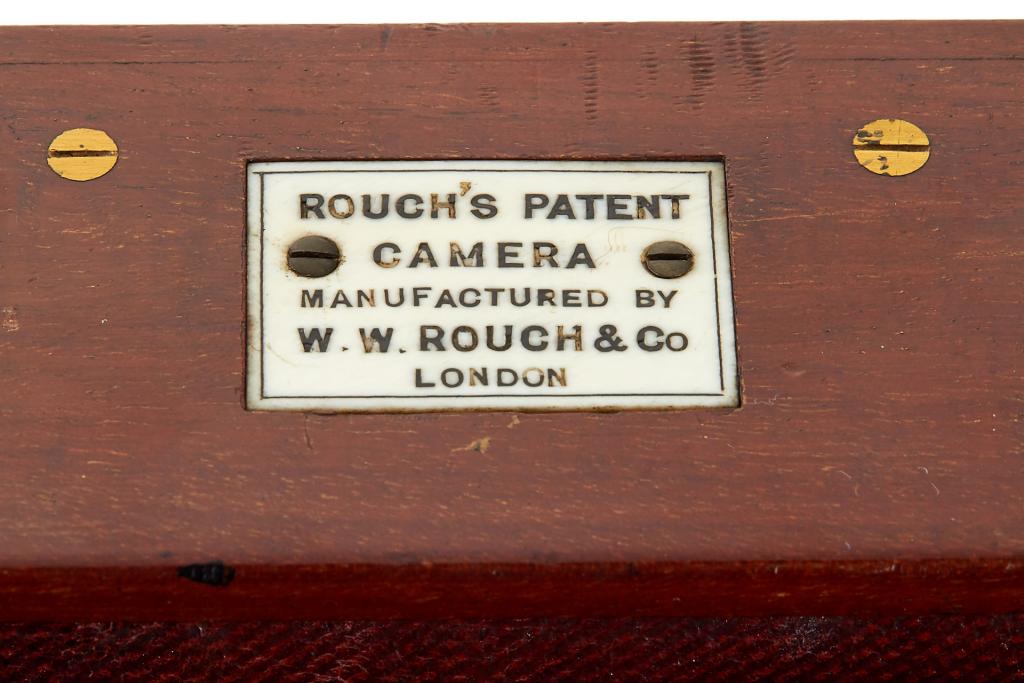 ROUCH'S PATENT
CAMERA
MANUFACTURED BY
W. W. ROUCH & Co
LONDON